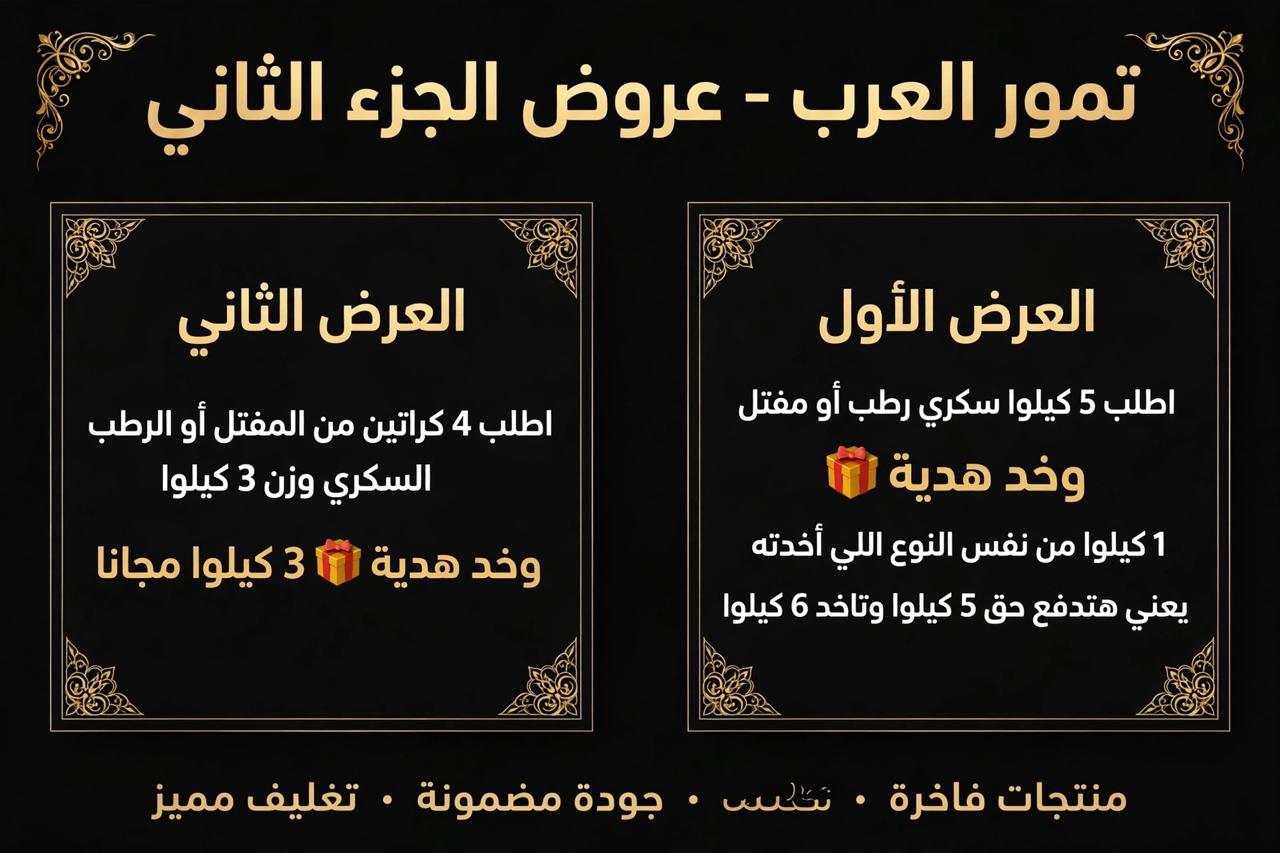 تمور العرب - عروض الجزء الثاني
العرض الأول
اطلب 5 كيلوا سكري رطب أو مفتل
وخد هدية 🎁
1 كيلوا من نفس النوع اللي أخدته
يعني هتدفع حق 5 كيلوا وتاخد 6 كيلوا
العرض الثاني
اطلب 4 كراتين من المفتل أو الرطب
السكري وزن 3 كيلوا
وخد هدية 🎁 3 كيلوا مجانا
منتجات فاخرة • • جودة مضمونة • تغليف مميز